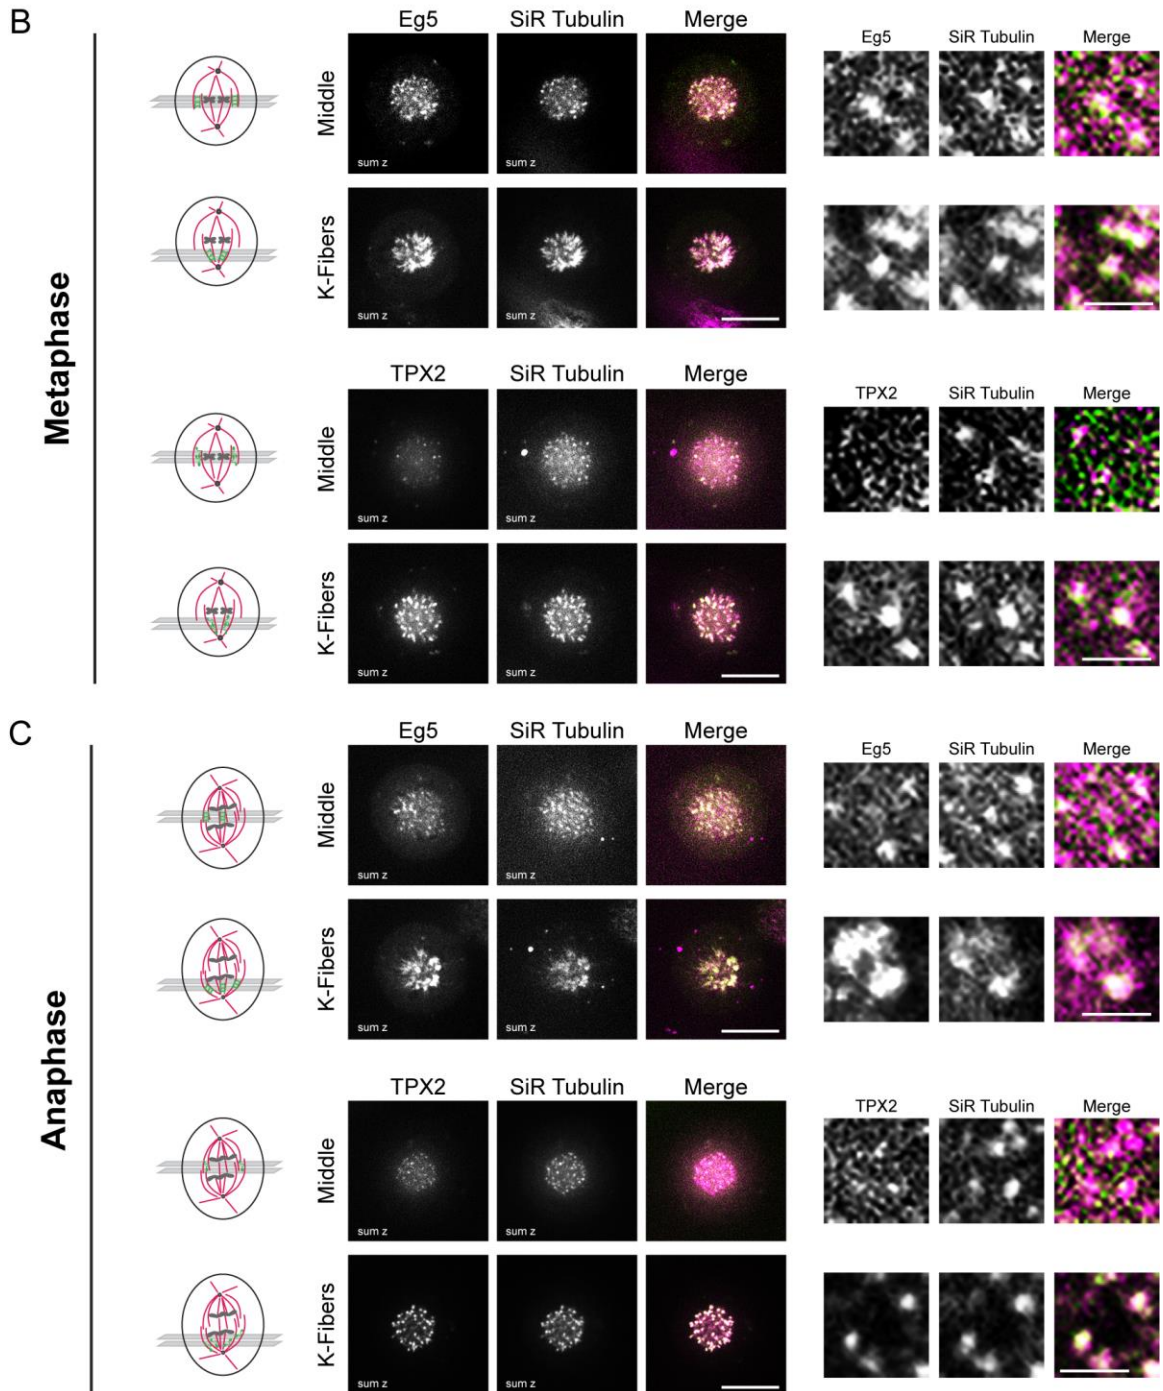 B
Metaphase
Eg5 SiR Tubulin Merge
Eg5 SiR Tubulin Merge
Middle
sum z sum z
K-Fibers
sum z sum z
TPX2 SiR Tubulin Merge
TPX2 SiR Tubulin Merge
Middle
sum z sum z
K-Fibers
sum z sum z
C
Anaphase
Eg5 SiR Tubulin Merge
Eg5 SiR Tubulin Merge
Middle
sum z sum z
K-Fibers
sum z sum z
TPX2 SiR Tubulin Merge
TPX2 SiR Tubulin Merge
Middle
sum z sum z
K-Fibers
sum z sum z